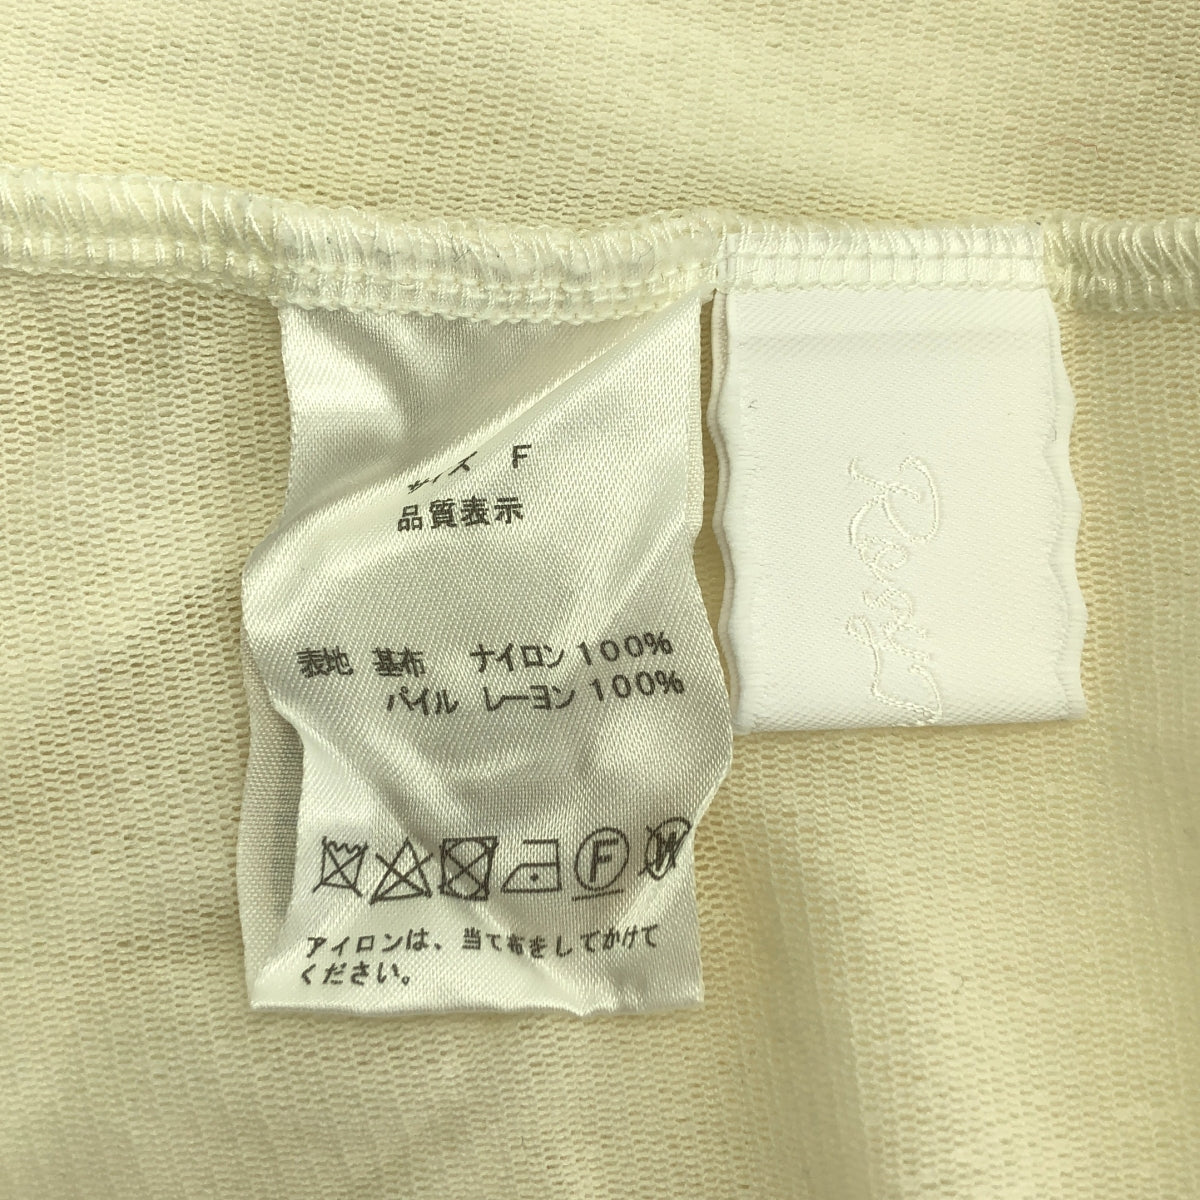 サイズ F
品質表示
表地 基布 ナイロン 100%
パイル レーヨン 100%
F
W
アイロンは、当て布をしてかけて
ください。